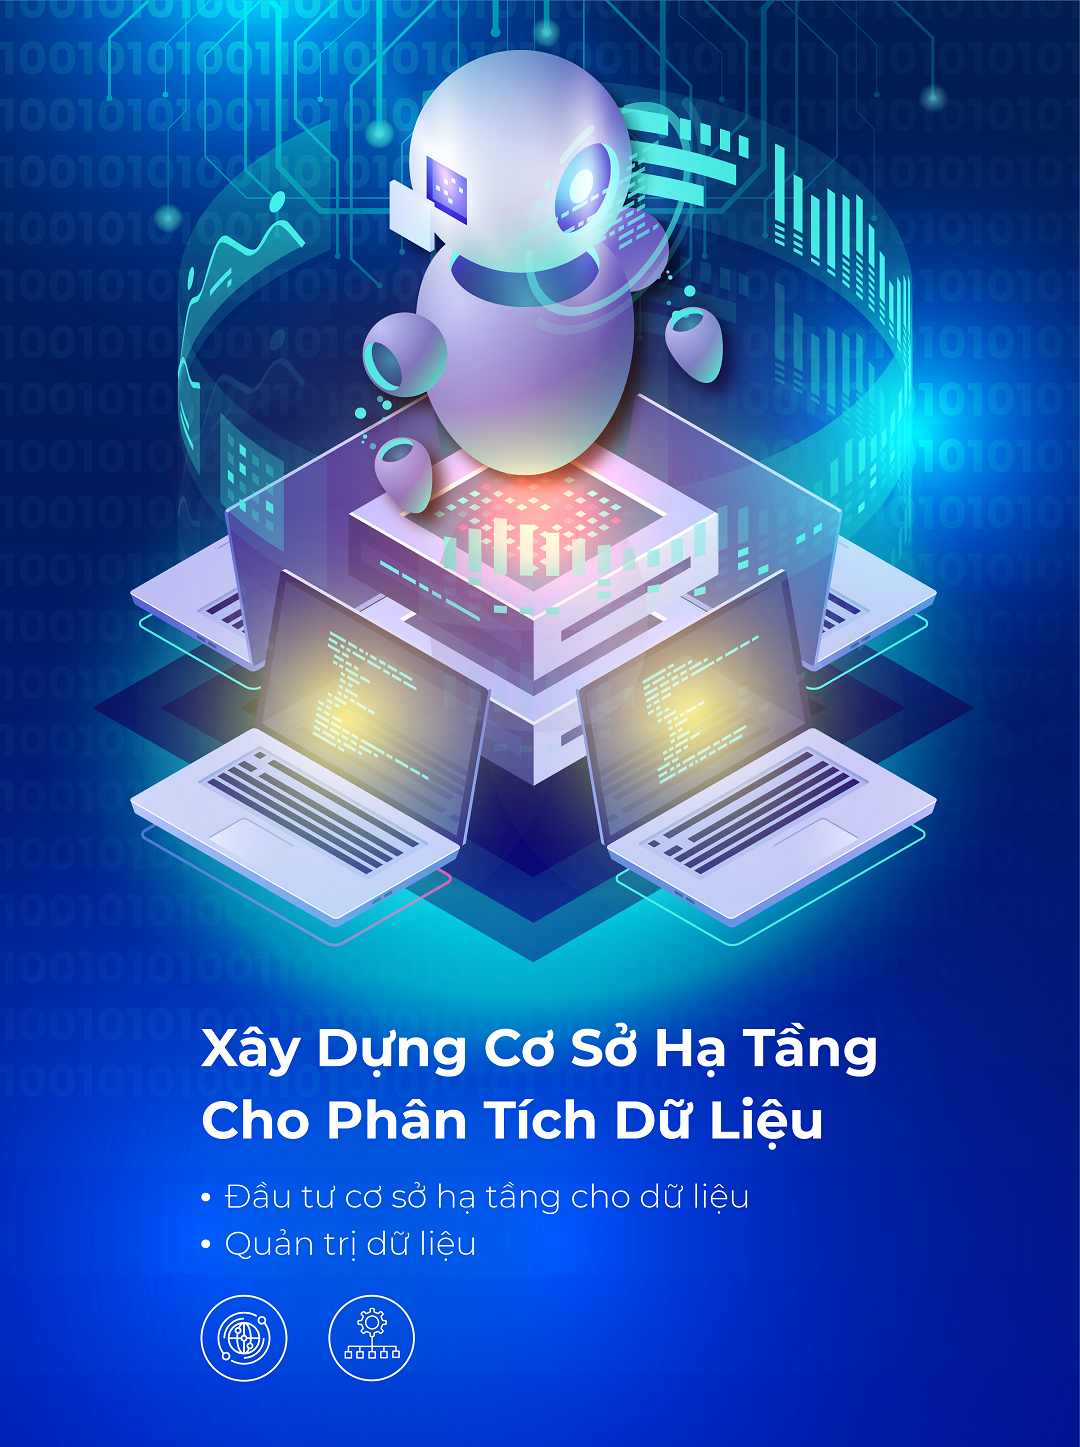 Xây Dựng Cơ Sở Hạ Tầng
Cho Phân Tích Dữ Liệu
• Đầu tư cơ sở hạ tầng cho dữ liệu
• Quản trị dữ liệu